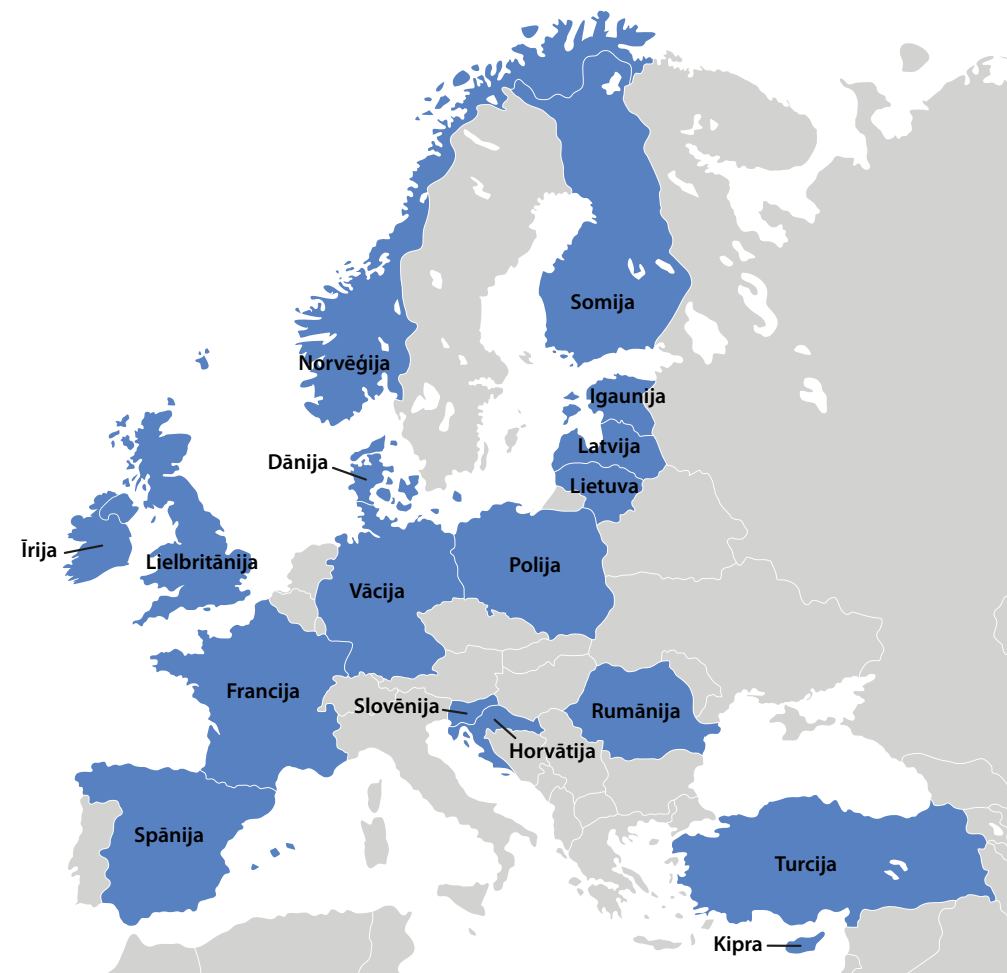 Somija
Norvēģija
Igaunija
Latvija
Dānija
Lietuva
Īrija
Lielbritānija
Polija
Vācija
Francija
Slovēnija
Rumānija
Horvātija
Spānija
Turcija
Kipra